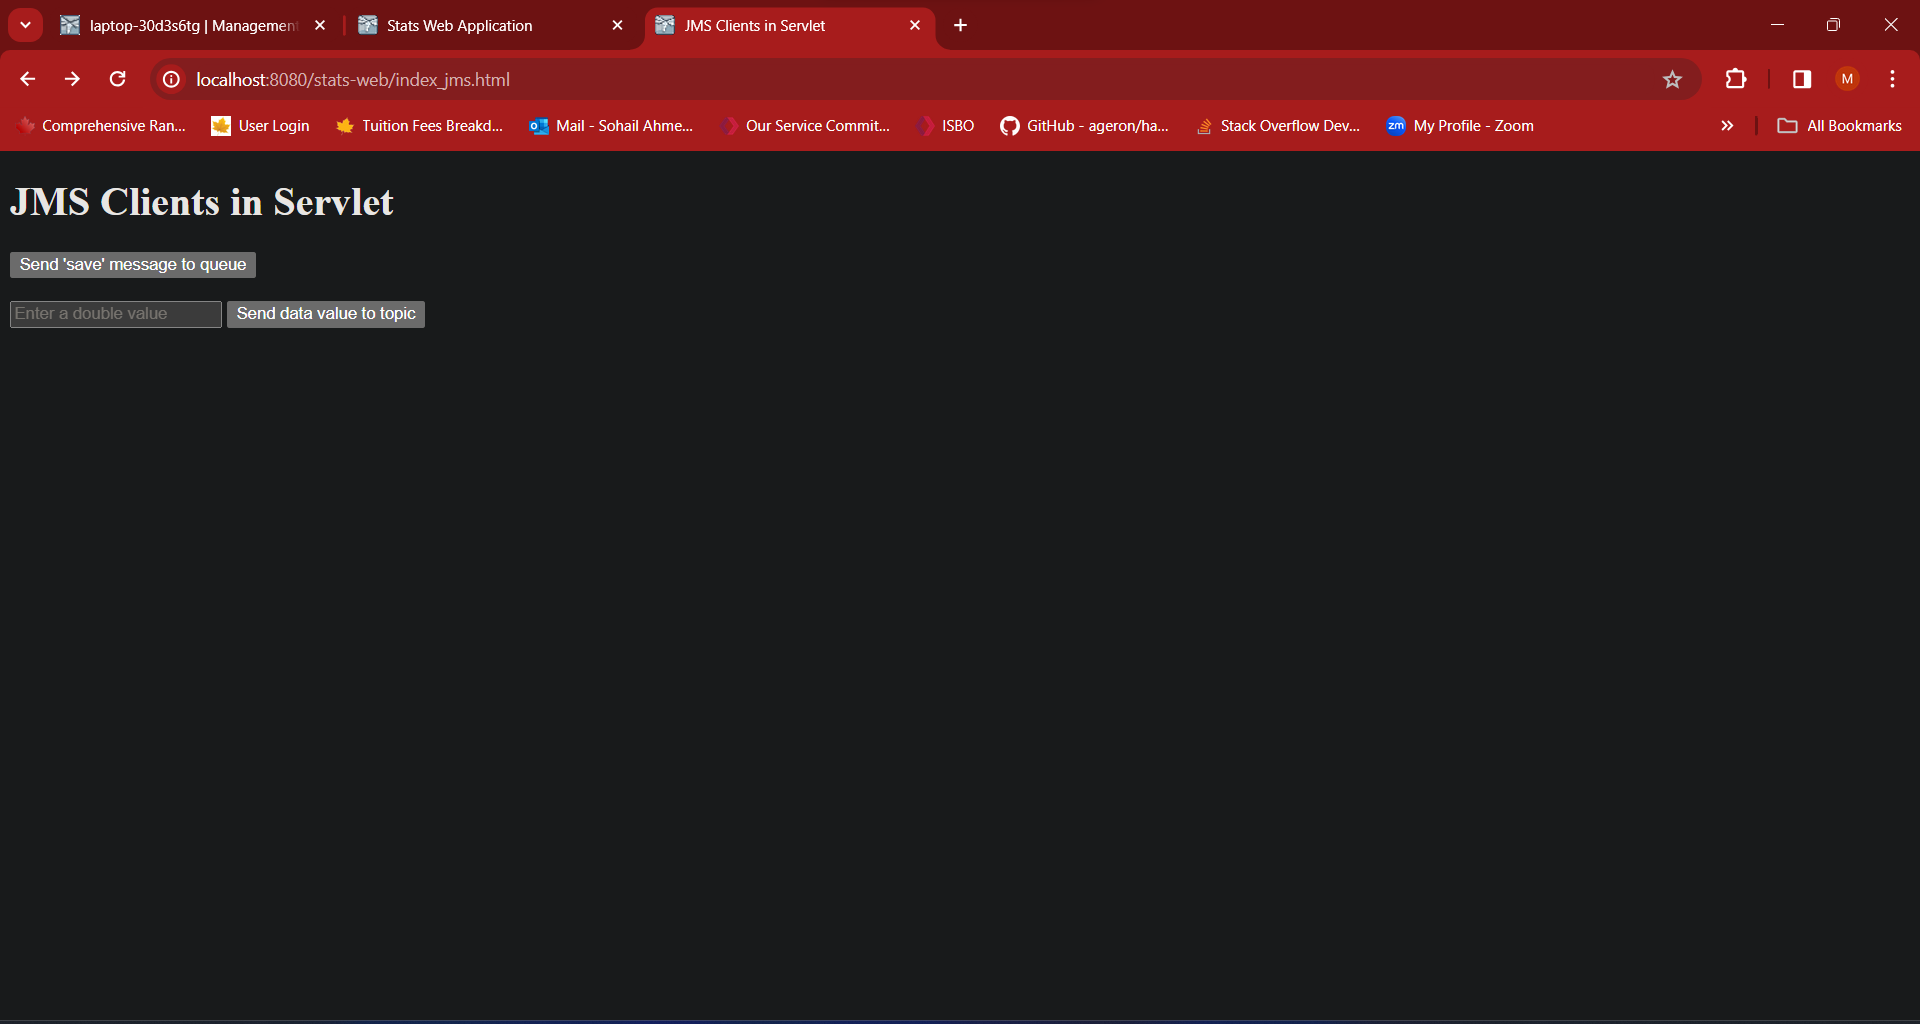 laptop-30d3s6tg | Management
Stats Web Application
JMS Clients in Servlet
localhost:8080/stats-web/index_jms.html
M
Comprehensive Ran...
User Login
Tuition Fees Breakd...
Mail - Sohail Ahme...
Our Service Commit...
ISBO
GitHub - ageron/ha...
Stack Overflow Dev...
zm
My Profile - Zoom
All Bookmarks
JMS Clients in Servlet
Send 'save' message to queue
Enter a double value
Send data value to topic